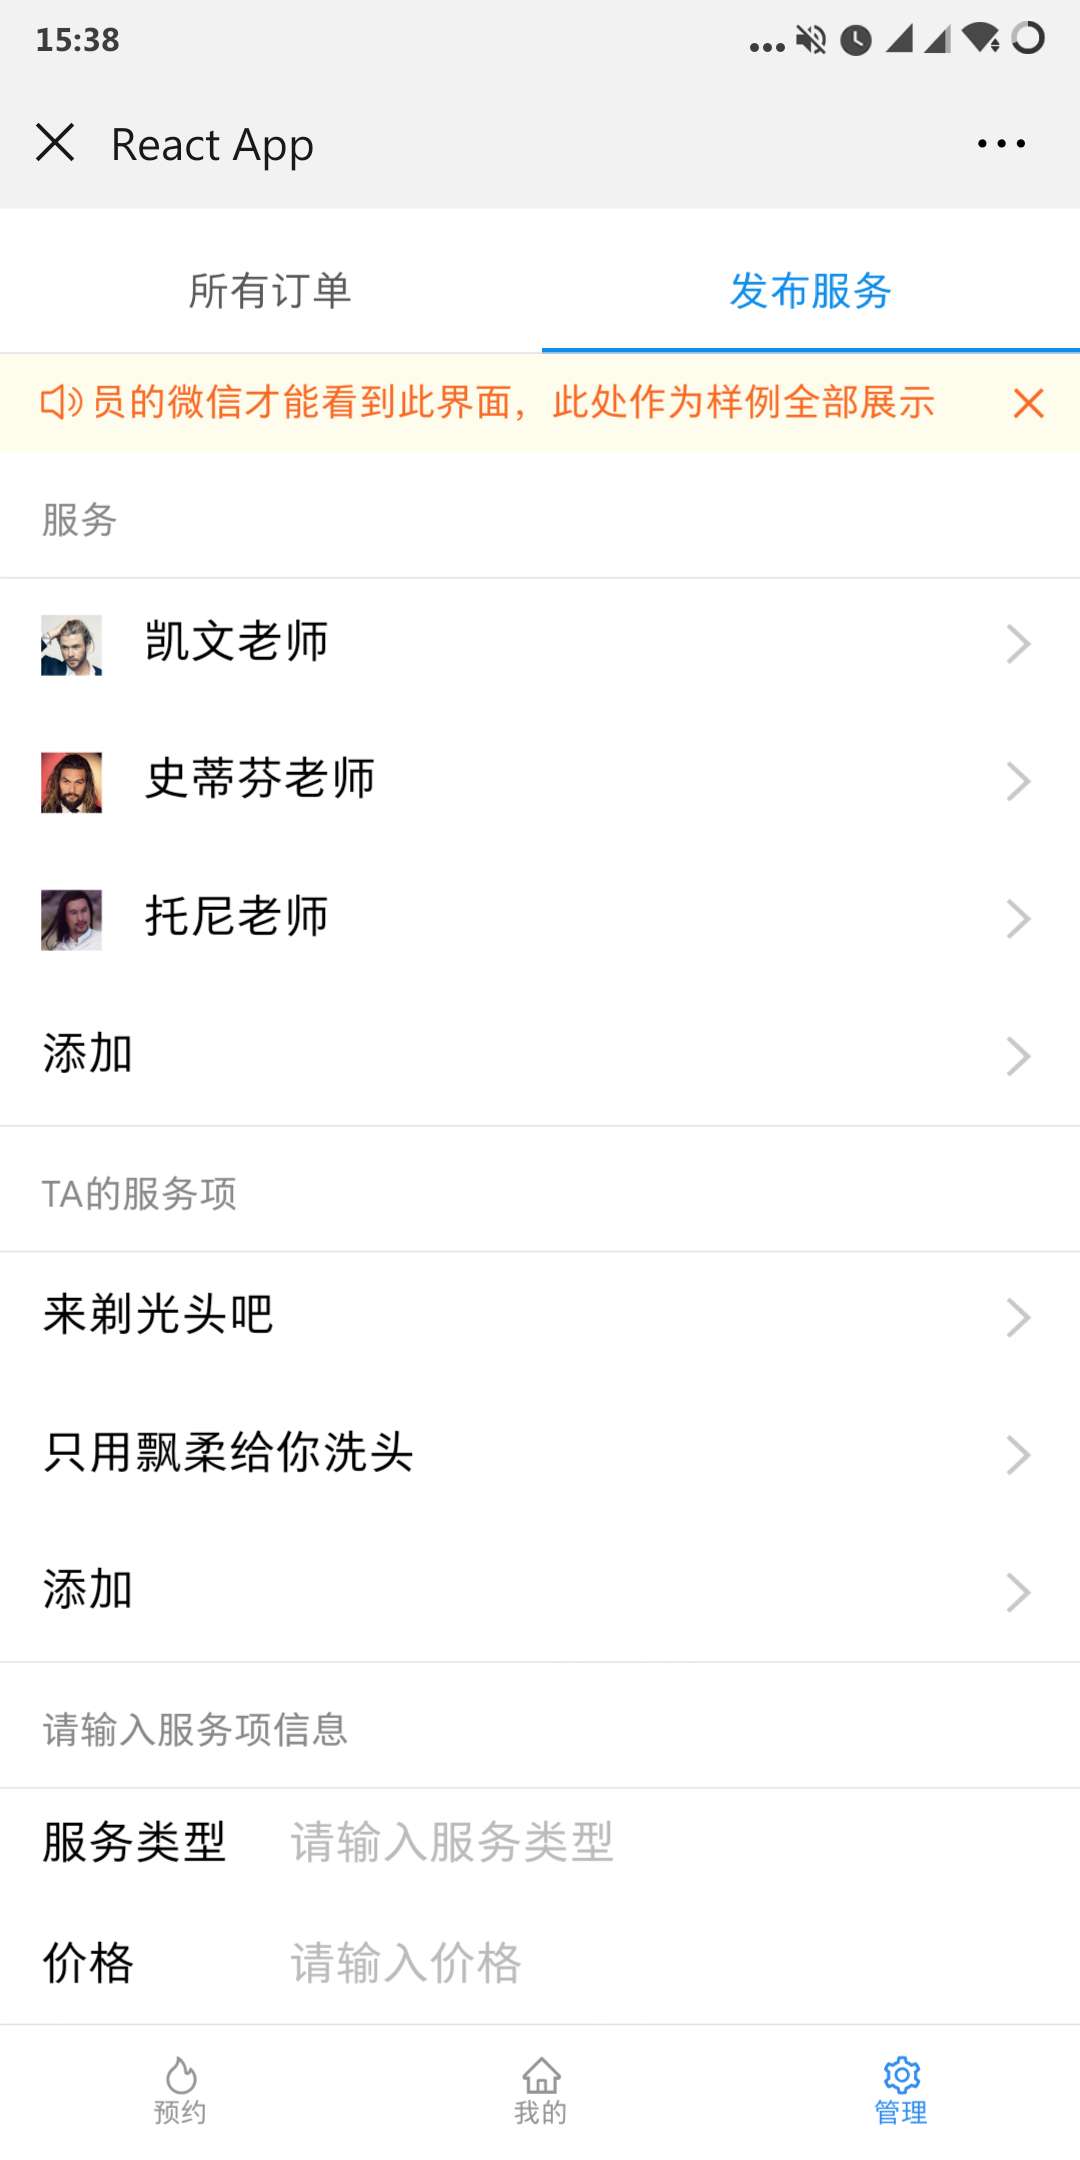 15:38
React App
所有订单
发布服务
员的微信才能看到此界面，此处作为样例全部展示
服务
凯文老师
史蒂芬老师
托尼老师
添加
TA的服务项
来剃光头吧
只用飘柔给你洗头
添加
请输入服务项信息
服务类型 请输入服务类型
价格 请输入价格
预约
我的
管理